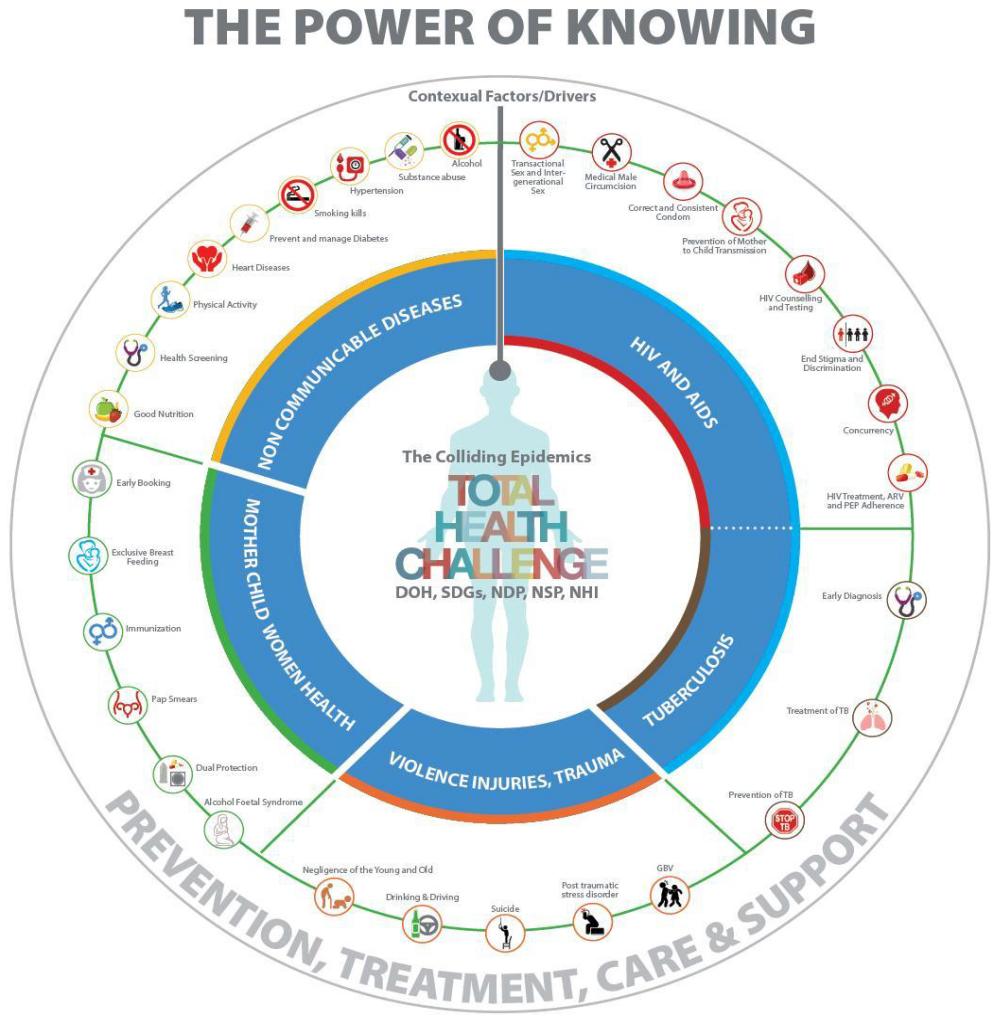 THE POWER OF KNOWING
Contexual Factors/Drivers
Alcohol
Substance abuse
Hypertension
Smoking kills
Prevent and manage Diabetes
Heart Diseases
Physical Activity
Health Screening
Good Nutrition
Transactional
Sex and Inter-
generational
Sex
Medical Male
Circumcision
Correct and Consistent
Condom
Prevention of Mother
to Child Transmission
HIV Counselling
and Testing
End Stigma and
Discrimination
Concurrency
HIV Treatment, ARV
and PEP Adherence
NON COMMUNICABLE DISEASES
HIV AND AIDS
The Colliding Epidemics
TOTAL
HEALTH
CHALLENGE
DOH, SDGs, NDP, NSP, NHI
MOTHER CHILD WOMEN HEALTH
TUBERCULOSIS
VIOLENCE INJURIES, TRAUMA
Early Booking
Exclusive Breast
Feeding
Immunization
Pap Smears
Dual Protection
Alcohol Foetal Syndrome
Early Diagnosis
Treatment of TB
Prevention of TB
STOP
TB
Negligence of the Young and Old
Drinking & Driving
Suicide
Post traumatic
stress disorder
GBV
PREVENTION, TREATMENT, CARE & SUPPORT